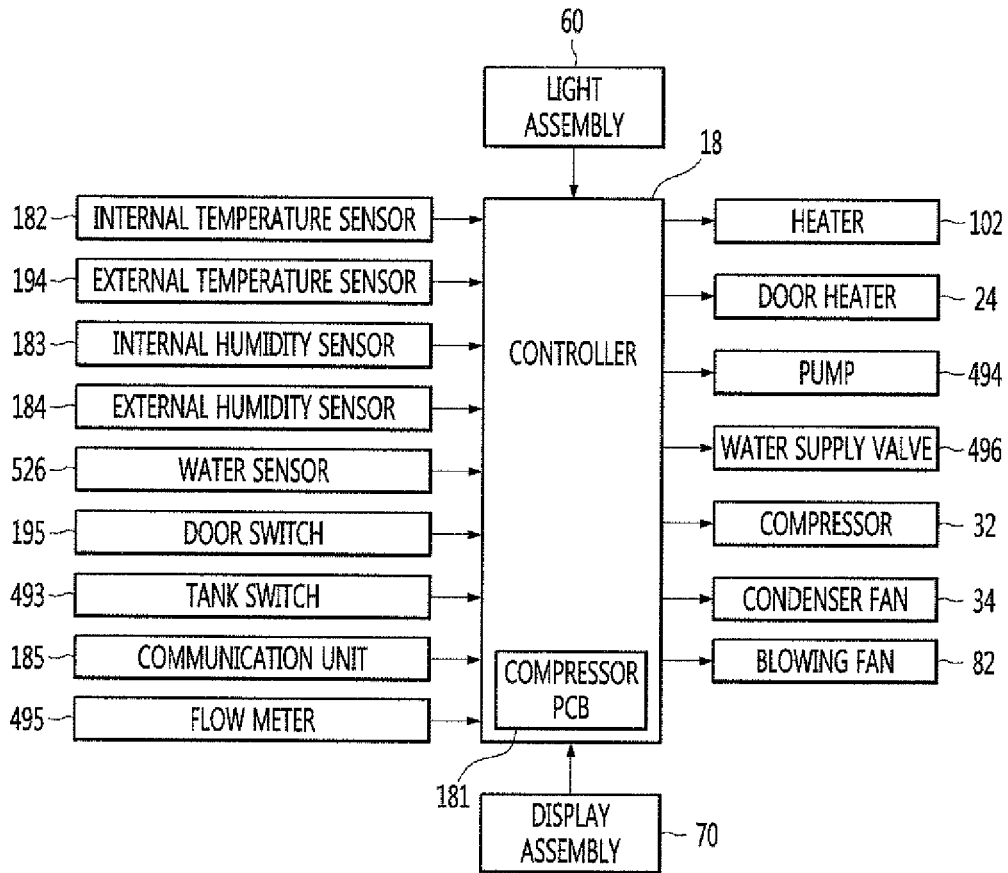 60
LIGHT
ASSEMBLY
18
182
INTERNAL TEMPERATURE SENSOR
HEATER
102
194
EXTERNAL TEMPERATURE SENSOR
DOOR HEATER
24
183
INTERNAL HUMIDITY SENSOR
CONTROLLER
PUMP
494
184
EXTERNAL HUMIDITY SENSOR
WATER SUPPLY VALVE
496
526
WATER SENSOR
195
DOOR SWITCH
COMPRESSOR
32
493
TANK SWITCH
CONDENSER FAN
34
185
COMMUNICATION UNIT
COMPRESSOR
PCB
BLOWING FAN
82
495
FLOW METER
181
DISPLAY
ASSEMBLY
70